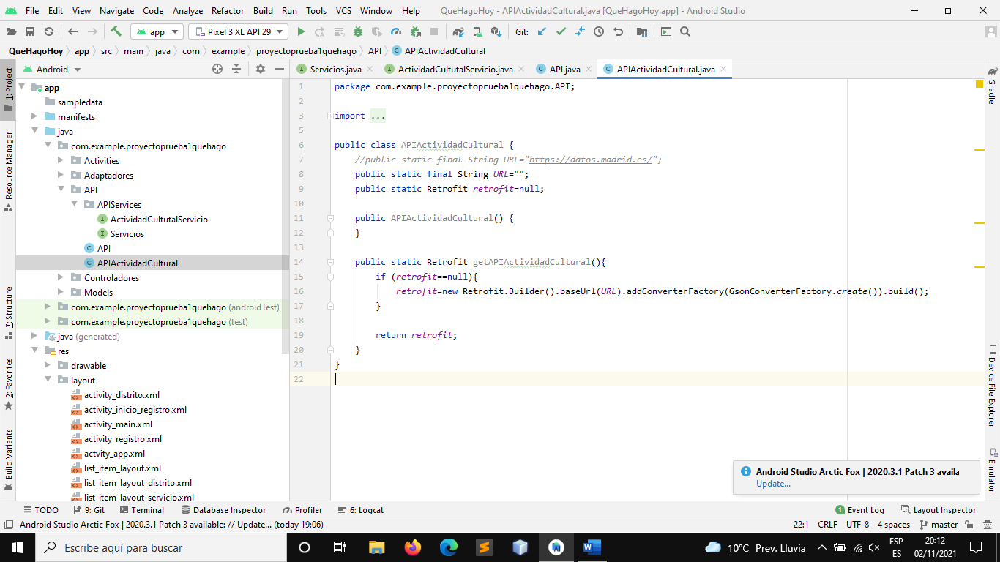 File Edit View Navigate Code Analyze Refactor Build Run Tools VCS Window Help QueHagoHoy - APIActividadCultural.java [QueHagoHoy.app] - Android Studio
app Pixel 3 XL API 29 Git:
QueHagoHoy app src main java com example proyectoprueba1quehago API APIActividadCultural
Android
Servicios.java ActividadCultutalServicio.java API.java APIActividadCultural.java
1: Project
Resource Manager
7: Structure
2: Favorites
Build Variants
app
sampledata
manifests
java
com.example.proyectoprueba1quehago
Activities
Adaptadores
API
APIServices
ActividadCultutalServicio
Servicios
API
APIActividadCultural
Controladores
Models
com.example.proyectoprueba1quehago (androidTest)
com.example.proyectoprueba1quehago (test)
java (generated)
res
drawable
layout
activity_distrito.xml
activity_inicio_registro.xml
activity_main.xml
activity_registro.xml
actvity_app.xml
list_item_layout.xml
list_item_layout_distrito.xml
list_item_layout_servicio.xml
1 package com.example.proyectoprueba1quehago.API;
2
3 import ...
5
6 public class APIActividadCultural {
7 //public static final String URL="https://datos.madrid.es/";
8 public static final String URL="";
9 public static Retrofit retrofit=null;
10
11 public APIActividadCultural() {
12 }
13
14 public static Retrofit getAPIActividadCultural(){
15 if (retrofit==null){
16 retrofit=new Retrofit.Builder().baseUrl(URL).addConverterFactory(GsonConverterFactory.create()).build();
17 }
18
19 return retrofit;
20 }
21 }
22
Gradle
Device File Explorer
Emulator
Android Studio Arctic Fox | 2020.3.1 Patch 3 availa
Update...
TODO 9: Git Terminal Database Inspector Profiler 6: Logcat 1 Event Log Layout Inspector
Android Studio Arctic Fox | 2020.3.1 Patch 3 available: // Update... (today 19:06) 22:1 CRLF UTF-8 4 spaces master
Escribe aquí para buscar 10°C Prev. Lluvia ESP ES 20:12 02/11/2021